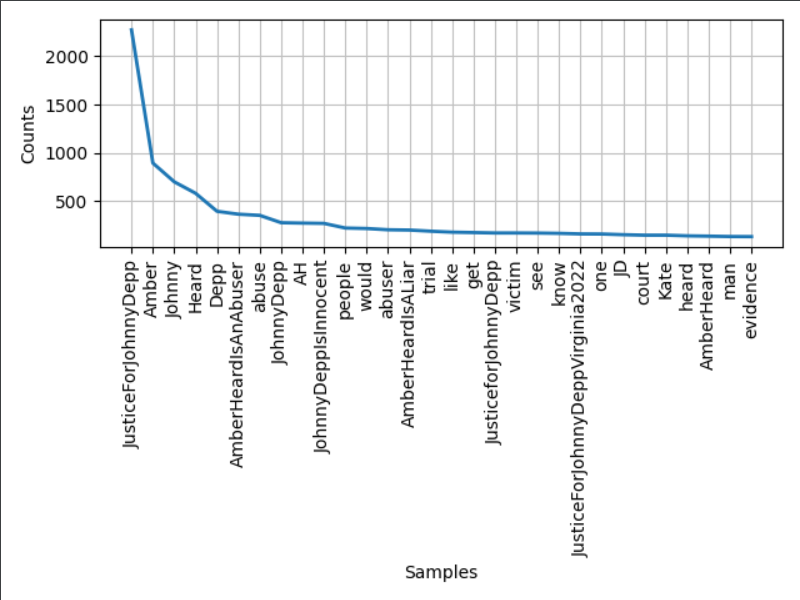 2000
1500
1000
500
Counts
JusticeForJohnnyDepp
Amber
Johnny
Heard
Depp
AmberHeardIsAnAbuser
abuse
JohnnyDepp
AH
JohnnyDeppIsInnocent
people
would
abuser
AmberHeardIsALiar
trial
like
get
JusticeforJohnnyDepp
victim
see
know
JusticeForJohnnyDeppVirginia2022
one
JD
court
Kate
heard
AmberHeard
man
evidence
Samples